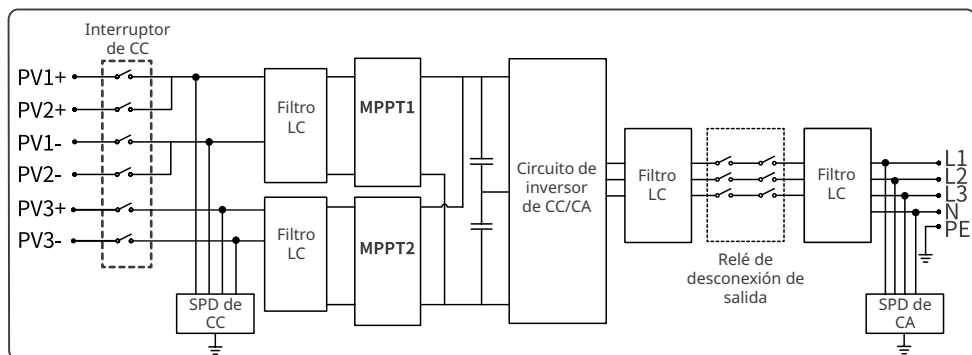 Interruptor
de CC
PV1+
PV2+
PV1-
PV2-
PV3+
PV3-
Filtro
LC
MPPT1
Filtro
LC
MPPT2
SPD de
CC
Circuito de
inversor
de CC/CA
Filtro
LC
Relé de
desconexión de
salida
Filtro
LC
L1
L2
L3
N
PE
SPD de
CA